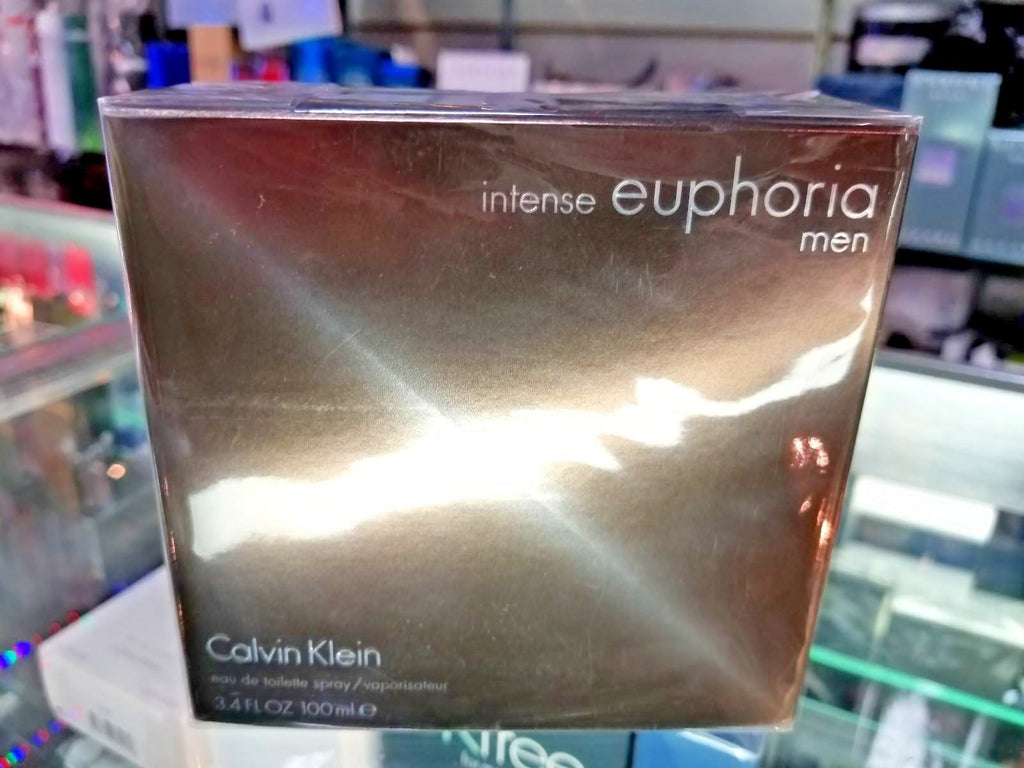 intense euphoria
men
Calvin Klein
eau de toilette spray/vaporisateur
3.4 FL OZ 100 ml ℮